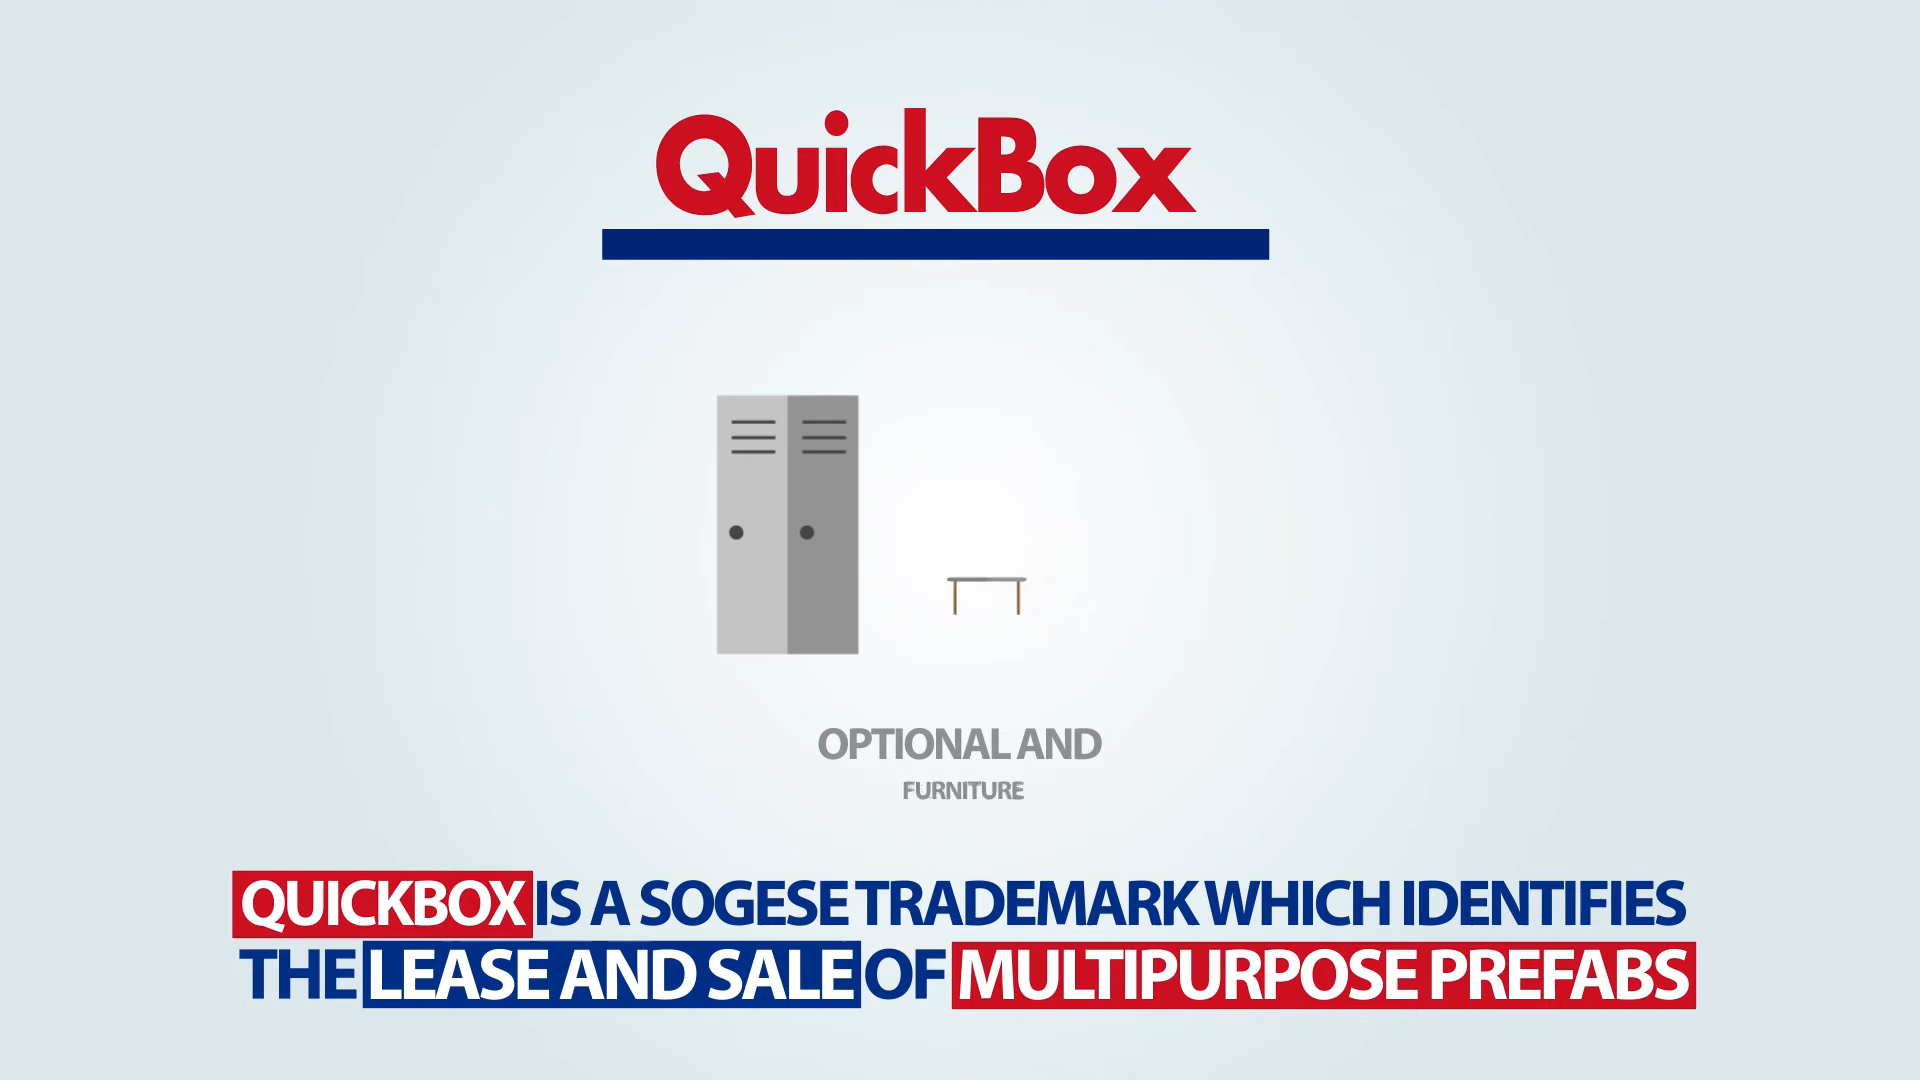 QuickBox
OPTIONAL AND
FURNITURE
QUICKBOX IS A SOGESE TRADEMARK WHICH IDENTIFIES
THE LEASE AND SALE OF MULTIPURPOSE PREFABS